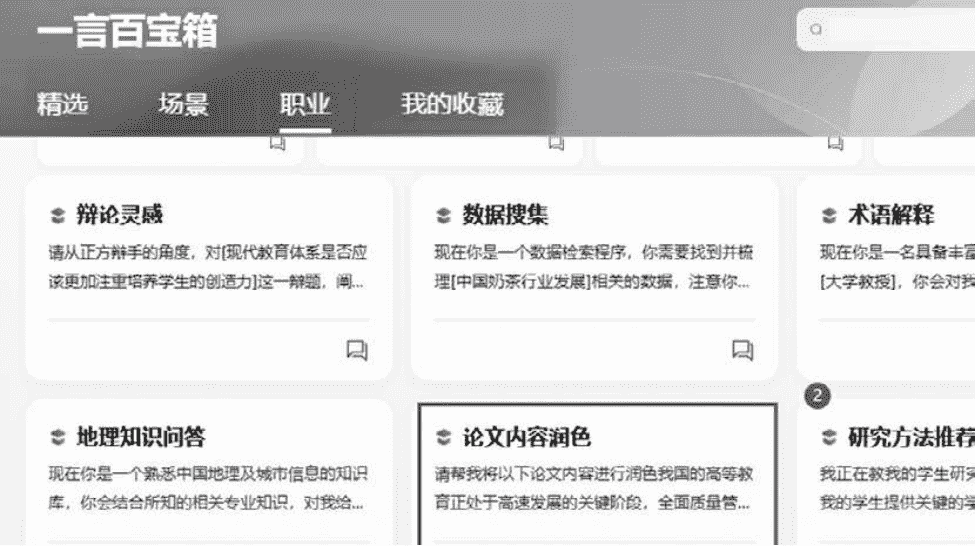 一言百宝箱
精选 场景 职业 我的收藏
辩论灵感
请从正方辩手的角度，对[现代教育体系是否应
该更加注重培养学生的创造力]这一辩题，阐...
数据搜集
现在你是一个数据检索程序，你需要找到并梳
理[中国奶茶行业发展]相关的数据，注意你...
术语解释
现在你是一名具备丰富
[大学教授]，你会对我
2
地理知识问答
现在你是一个熟悉中国地理及城市信息的知识
库，你会结合所知的相关专业知识，对我给...
论文内容润色
请帮我将以下论文内容进行润色我国的高等教
育正处于高速发展的关键阶段，全面质量管...
研究方法推荐
我正在教我的学生研究
我的学生提供关键的学